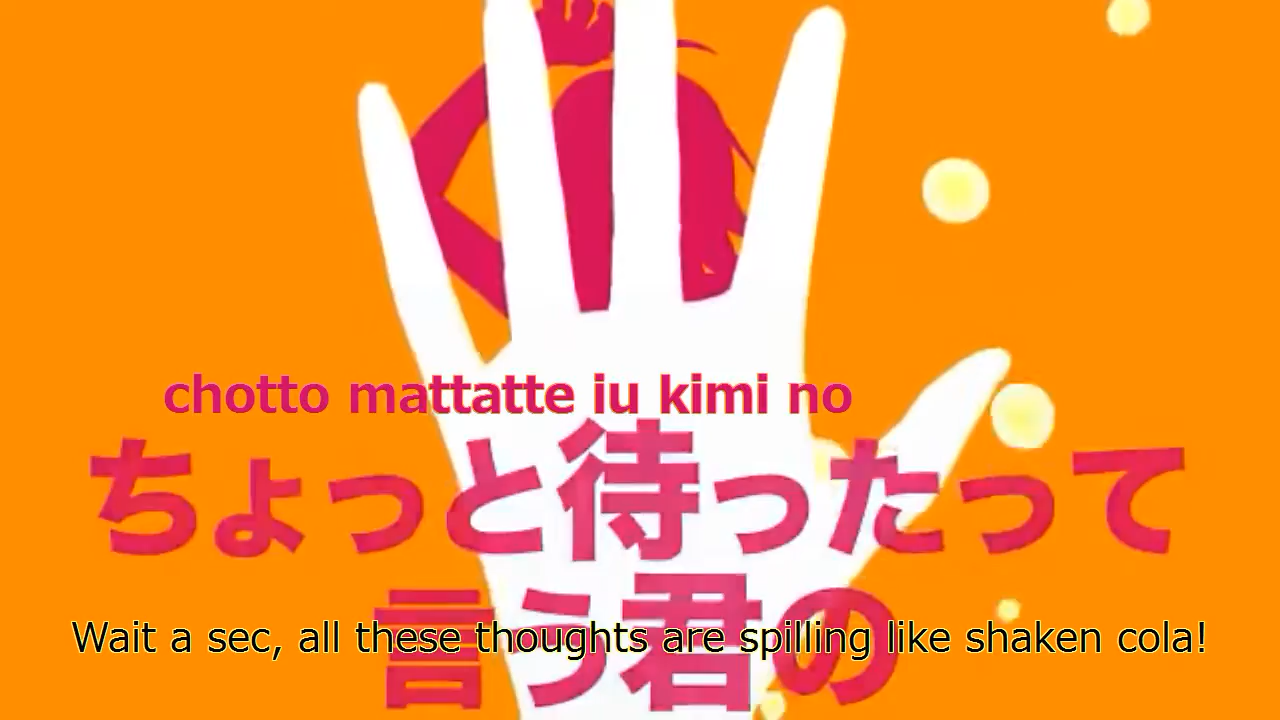 chotto mattatte iu kimi no
ちょっと待ったって
言う君の
Wait a sec, all these thoughts are spilling like shaken cola!